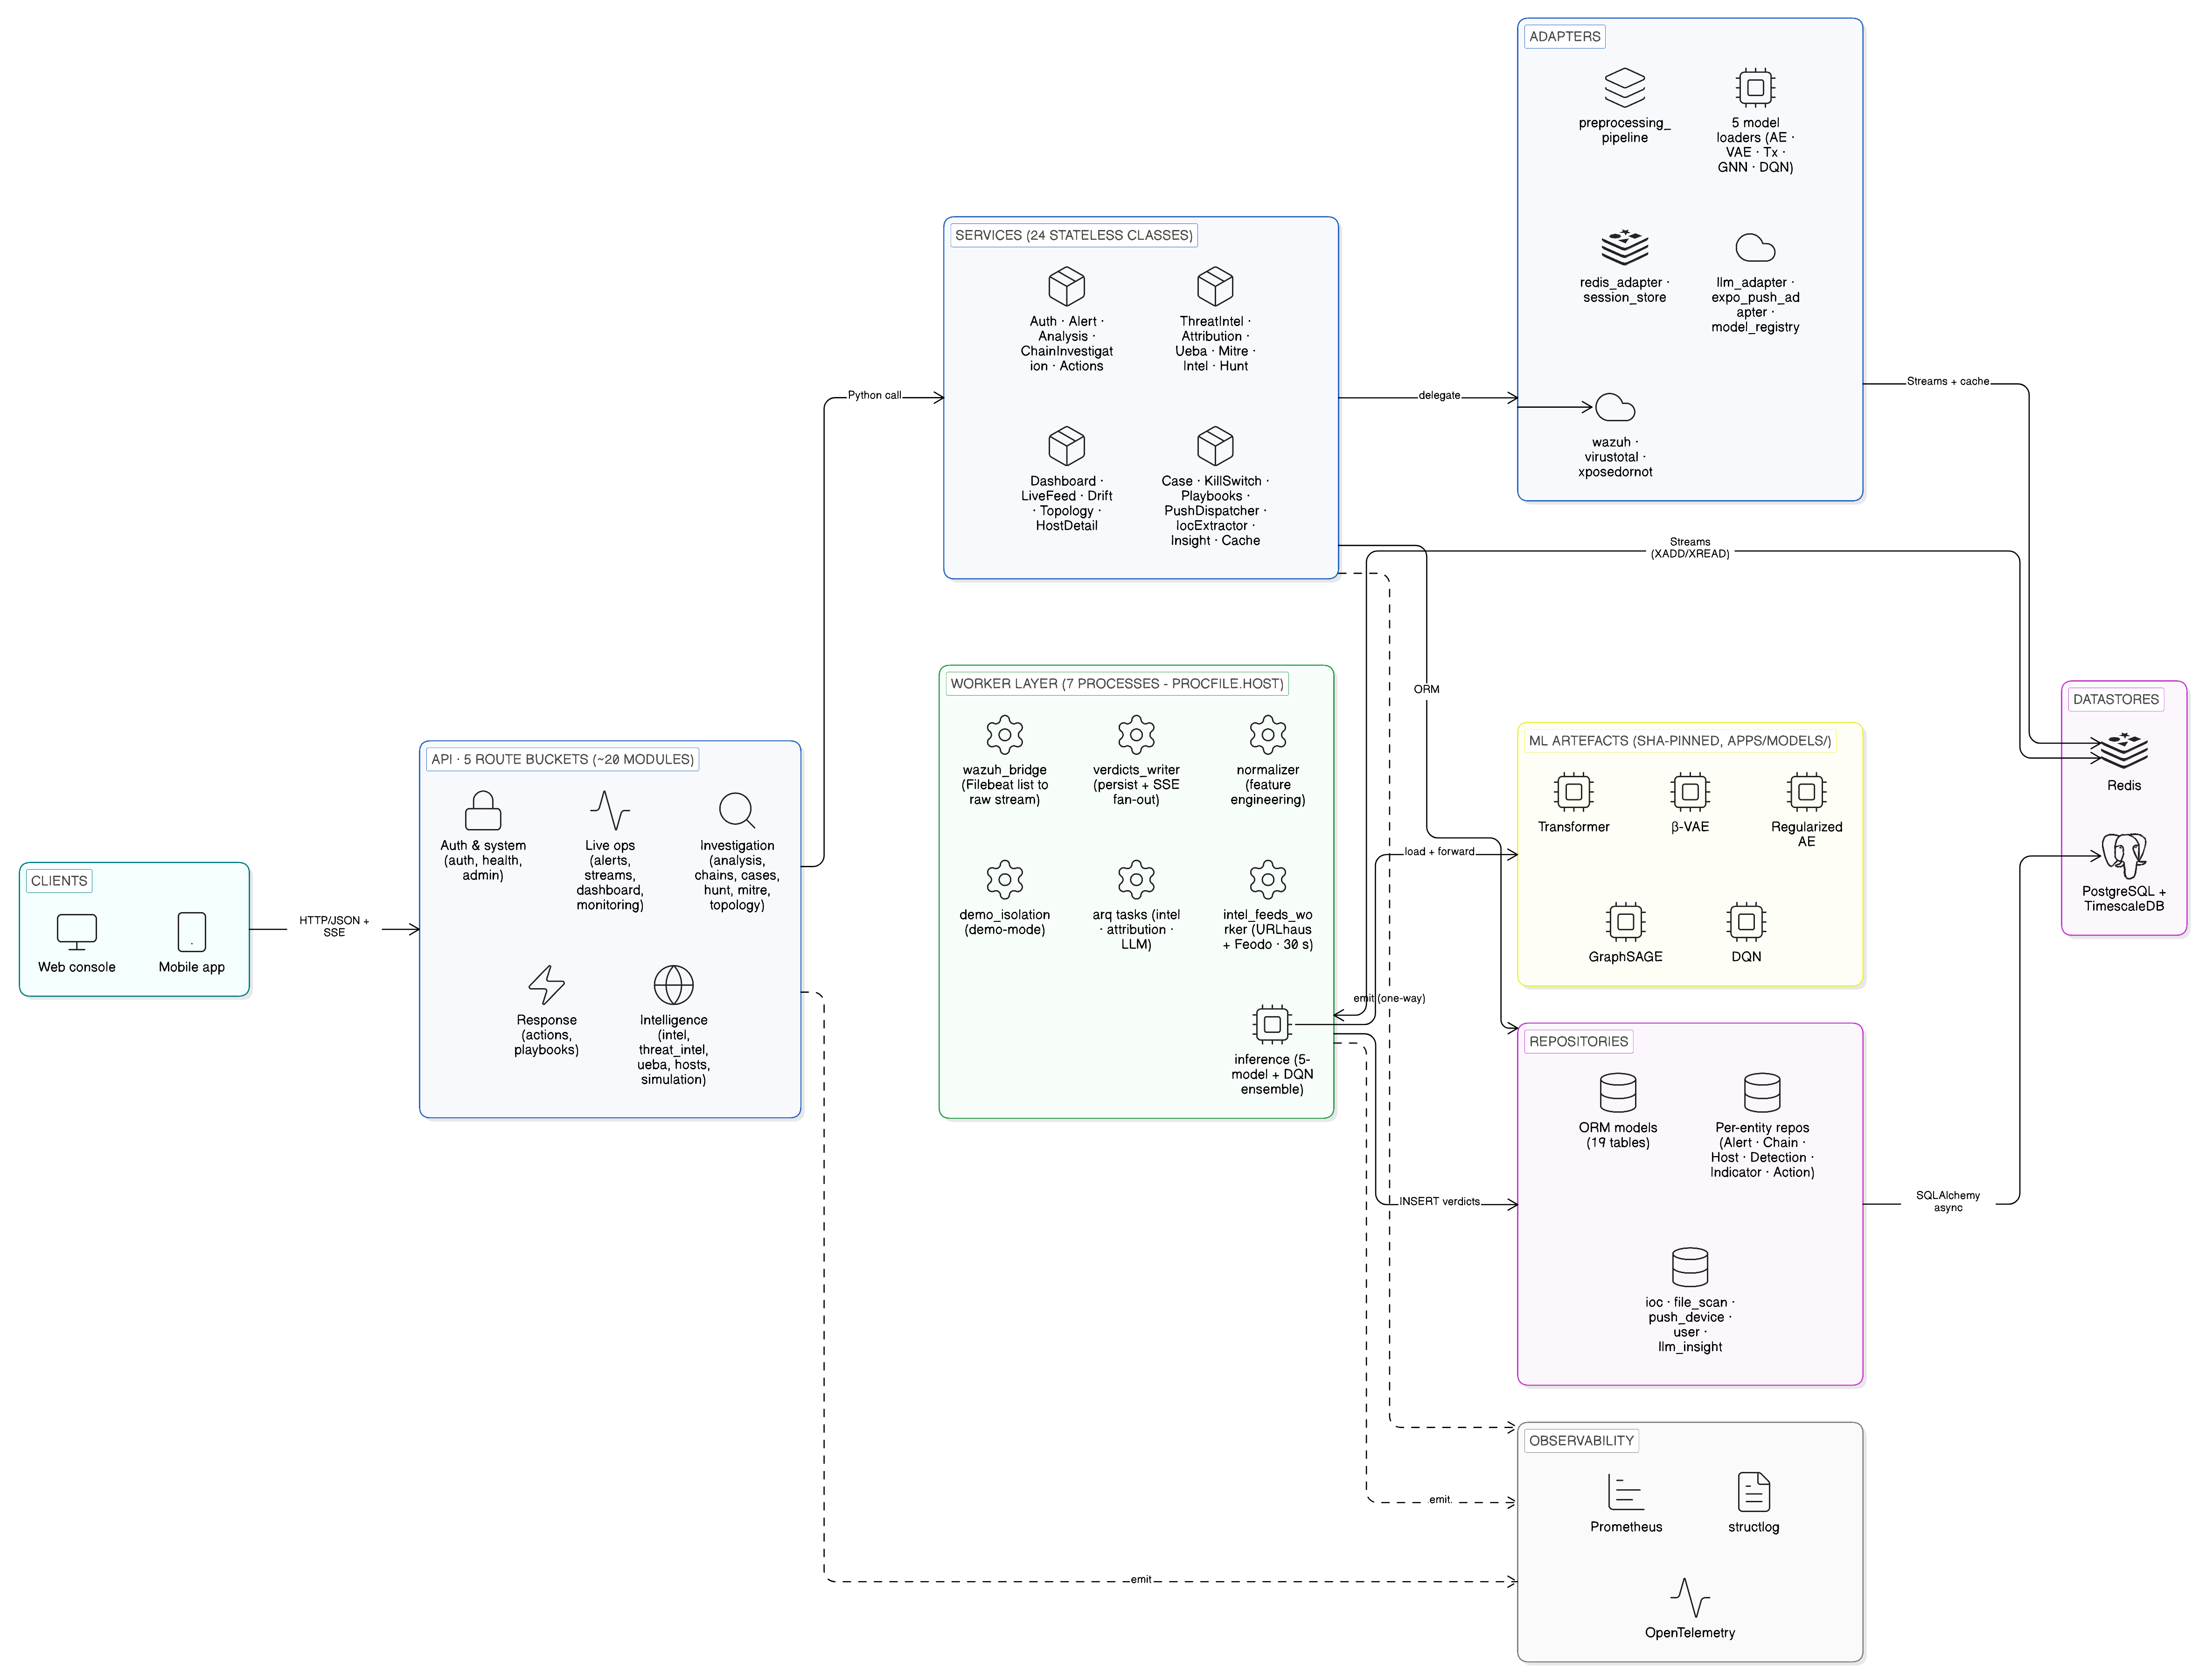 ADAPTERS
preprocessing_
pipeline
5 model
loaders (AE ·
VAE · Tx ·
GNN · DQN)
redis_adapter ·
session_store
llm_adapter ·
expo_push_ad
apter ·
model_registry
wazuh ·
virustotal ·
xposedornot
SERVICES (24 STATELESS CLASSES)
Auth · Alert ·
Analysis ·
ChainInvestigat
ion · Actions
ThreatIntel ·
Attribution ·
Ueba · Mitre ·
Intel · Hunt
Dashboard ·
LiveFeed · Drift
· Topology ·
HostDetail
Case · KillSwitch ·
Playbooks ·
PushDispatcher ·
IocExtractor ·
Insight · Cache
Python call
delegate
Streams + cache
Streams
(XADD/XREAD)
ORM
WORKER LAYER (7 PROCESSES - PROCFILE.HOST)
wazuh_bridge
(Filebeat list to
raw stream)
verdicts_writer
(persist + SSE
fan-out)
normalizer
(feature
engineering)
demo_isolation
(demo-mode)
arq tasks (intel
· attribution ·
LLM)
intel_feeds_wo
rker (URLhaus
+ Feodo · 30 s)
inference (5-
model + DQN
ensemble)
emit (one-way)
load + forward
INSERT verdicts
ML ARTEFACTS (SHA-PINNED, APPS/MODELS/)
Transformer
β-VAE
Regularized
AE
GraphSAGE
DQN
DATASTORES
Redis
PostgreSQL +
TimescaleDB
API · 5 ROUTE BUCKETS (~20 MODULES)
Auth & system
(auth, health,
admin)
Live ops
(alerts,
streams,
dashboard,
monitoring)
Investigation
(analysis,
chains, cases,
hunt, mitre,
topology)
Response
(actions,
playbooks)
Intelligence
(intel,
threat_intel,
ueba, hosts,
simulation)
CLIENTS
Web console
Mobile app
HTTP/JSON +
SSE
REPOSITORIES
ORM models
(19 tables)
Per-entity repos
(Alert · Chain ·
Host · Detection ·
Indicator · Action)
ioc · file_scan ·
push_device ·
user ·
llm_insight
SQLAlchemy
async
OBSERVABILITY
Prometheus
structlog
OpenTelemetry
emit
emit